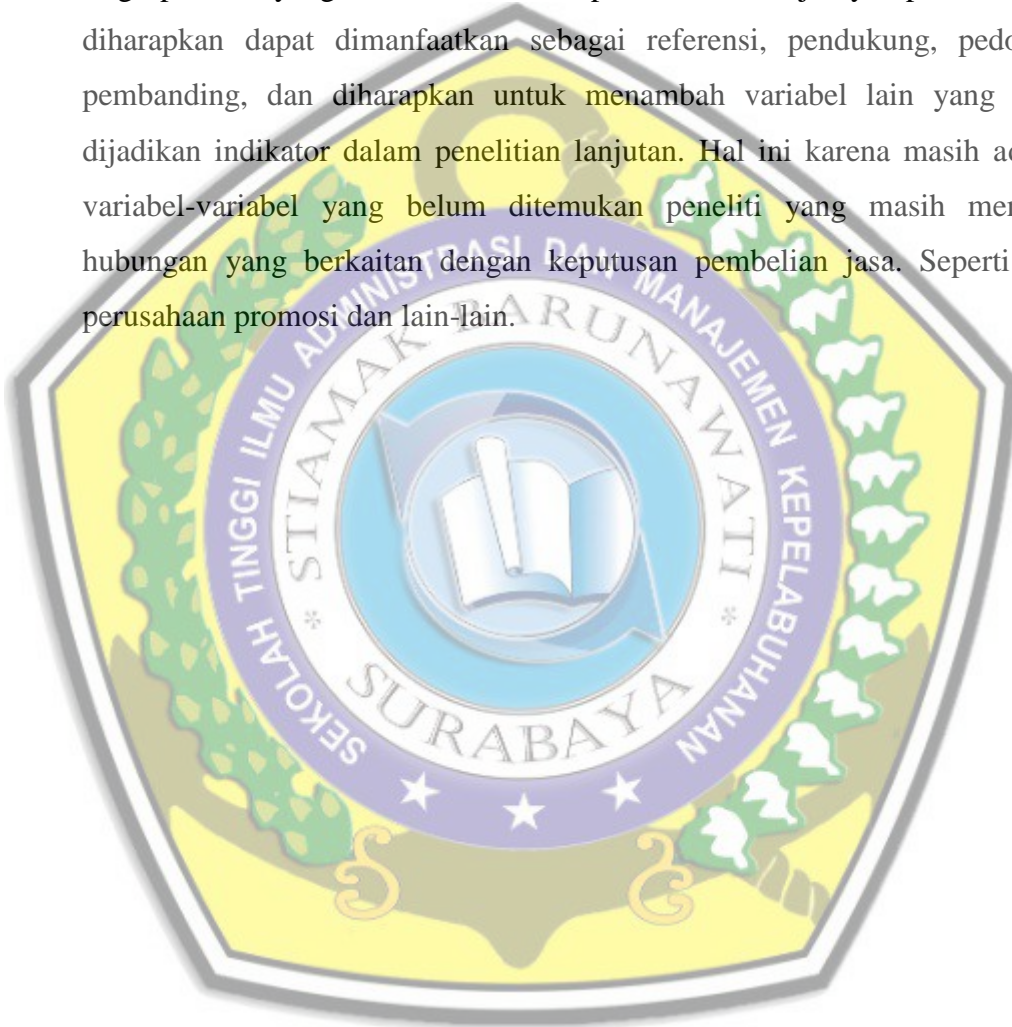 diharapkan dapat dimanfaatkan sebagai referensi, pendukung,
pembanding, dan diharapkan untuk menambah variabel lain yang
dijadikan indikator dalam penelitian lanjutan. Hal ini karena masih
variabel-variabel yang belum ditemukan peneliti yang masih
hubungan yang berkaitan dengan keputusan pembelian jasa. Seperti
perusahaan promosi dan lain-lain.
SEKOLAH TINGGI ILMU ADMINISTRASI DAN MANAJEMEN KEPELABUHANAN
STIAMAK BARUNAWATI
SURABAYA